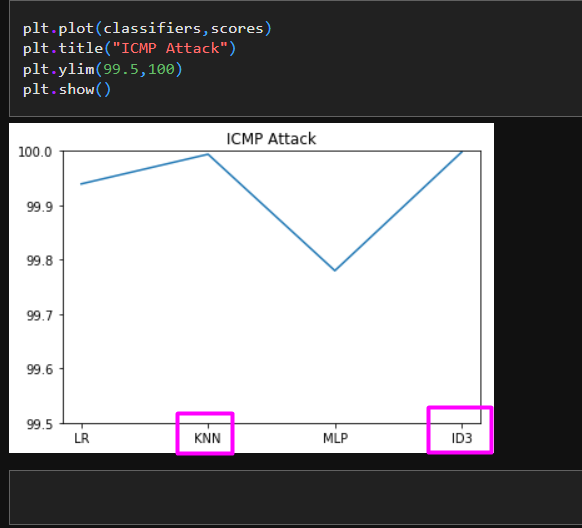 plt.plot(classifiers,scores)
plt.title("ICMP Attack")
plt.ylim(99.5,100)
plt.show()
ICMP Attack
100.0
99.9
99.8
99.7
99.6
99.5
LR KNN MLP ID3